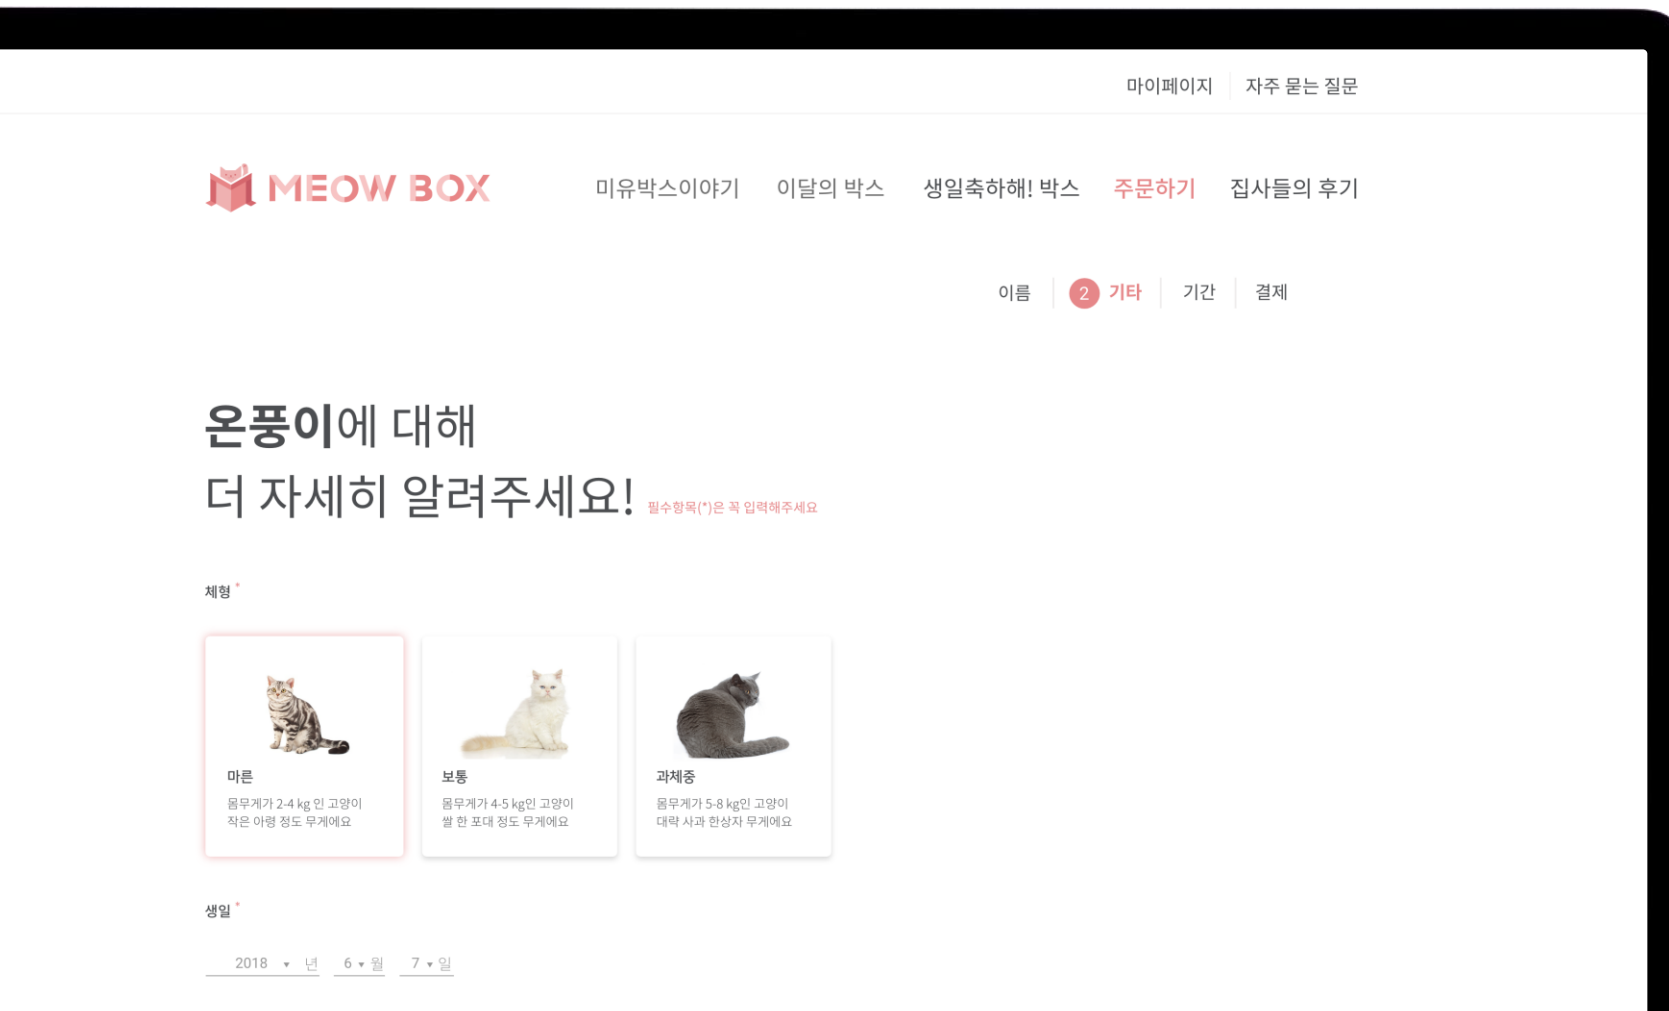 마이페이지 자주 묻는 질문
MEOW BOX 미유박스이야기 이달의 박스 생일축하해! 박스 주문하기 집사들의 후기
이름 2 기타 기간 결제
온풍이에 대해
더 자세히 알려주세요! 필수항목(*)은 꼭 입력해주세요
체형 *
마른
몸무게가 2-4 kg 인 고양이
작은 아령 정도 무게에요
보통
몸무게가 4-5 kg인 고양이
쌀 한 포대 정도 무게에요
과체중
몸무게가 5-8 kg인 고양이
대략 사과 한상자 무게에요
생일 *
2018 ▾ 년 6 ▾ 월 7 ▾ 일